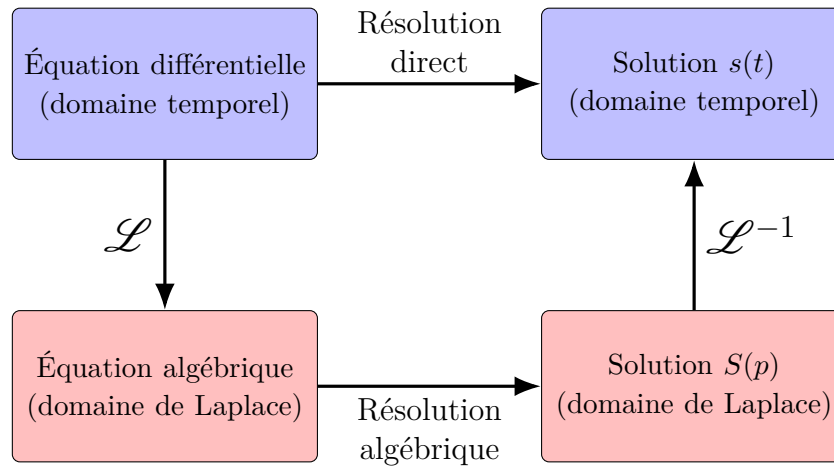 Équation différentielle
(domaine temporel)
Résolution
direct
Solution s(t)
(domaine temporel)
ℒ
ℒ⁻¹
Équation algébrique
(domaine de Laplace)
Résolution
algébrique
Solution S(p)
(domaine de Laplace)